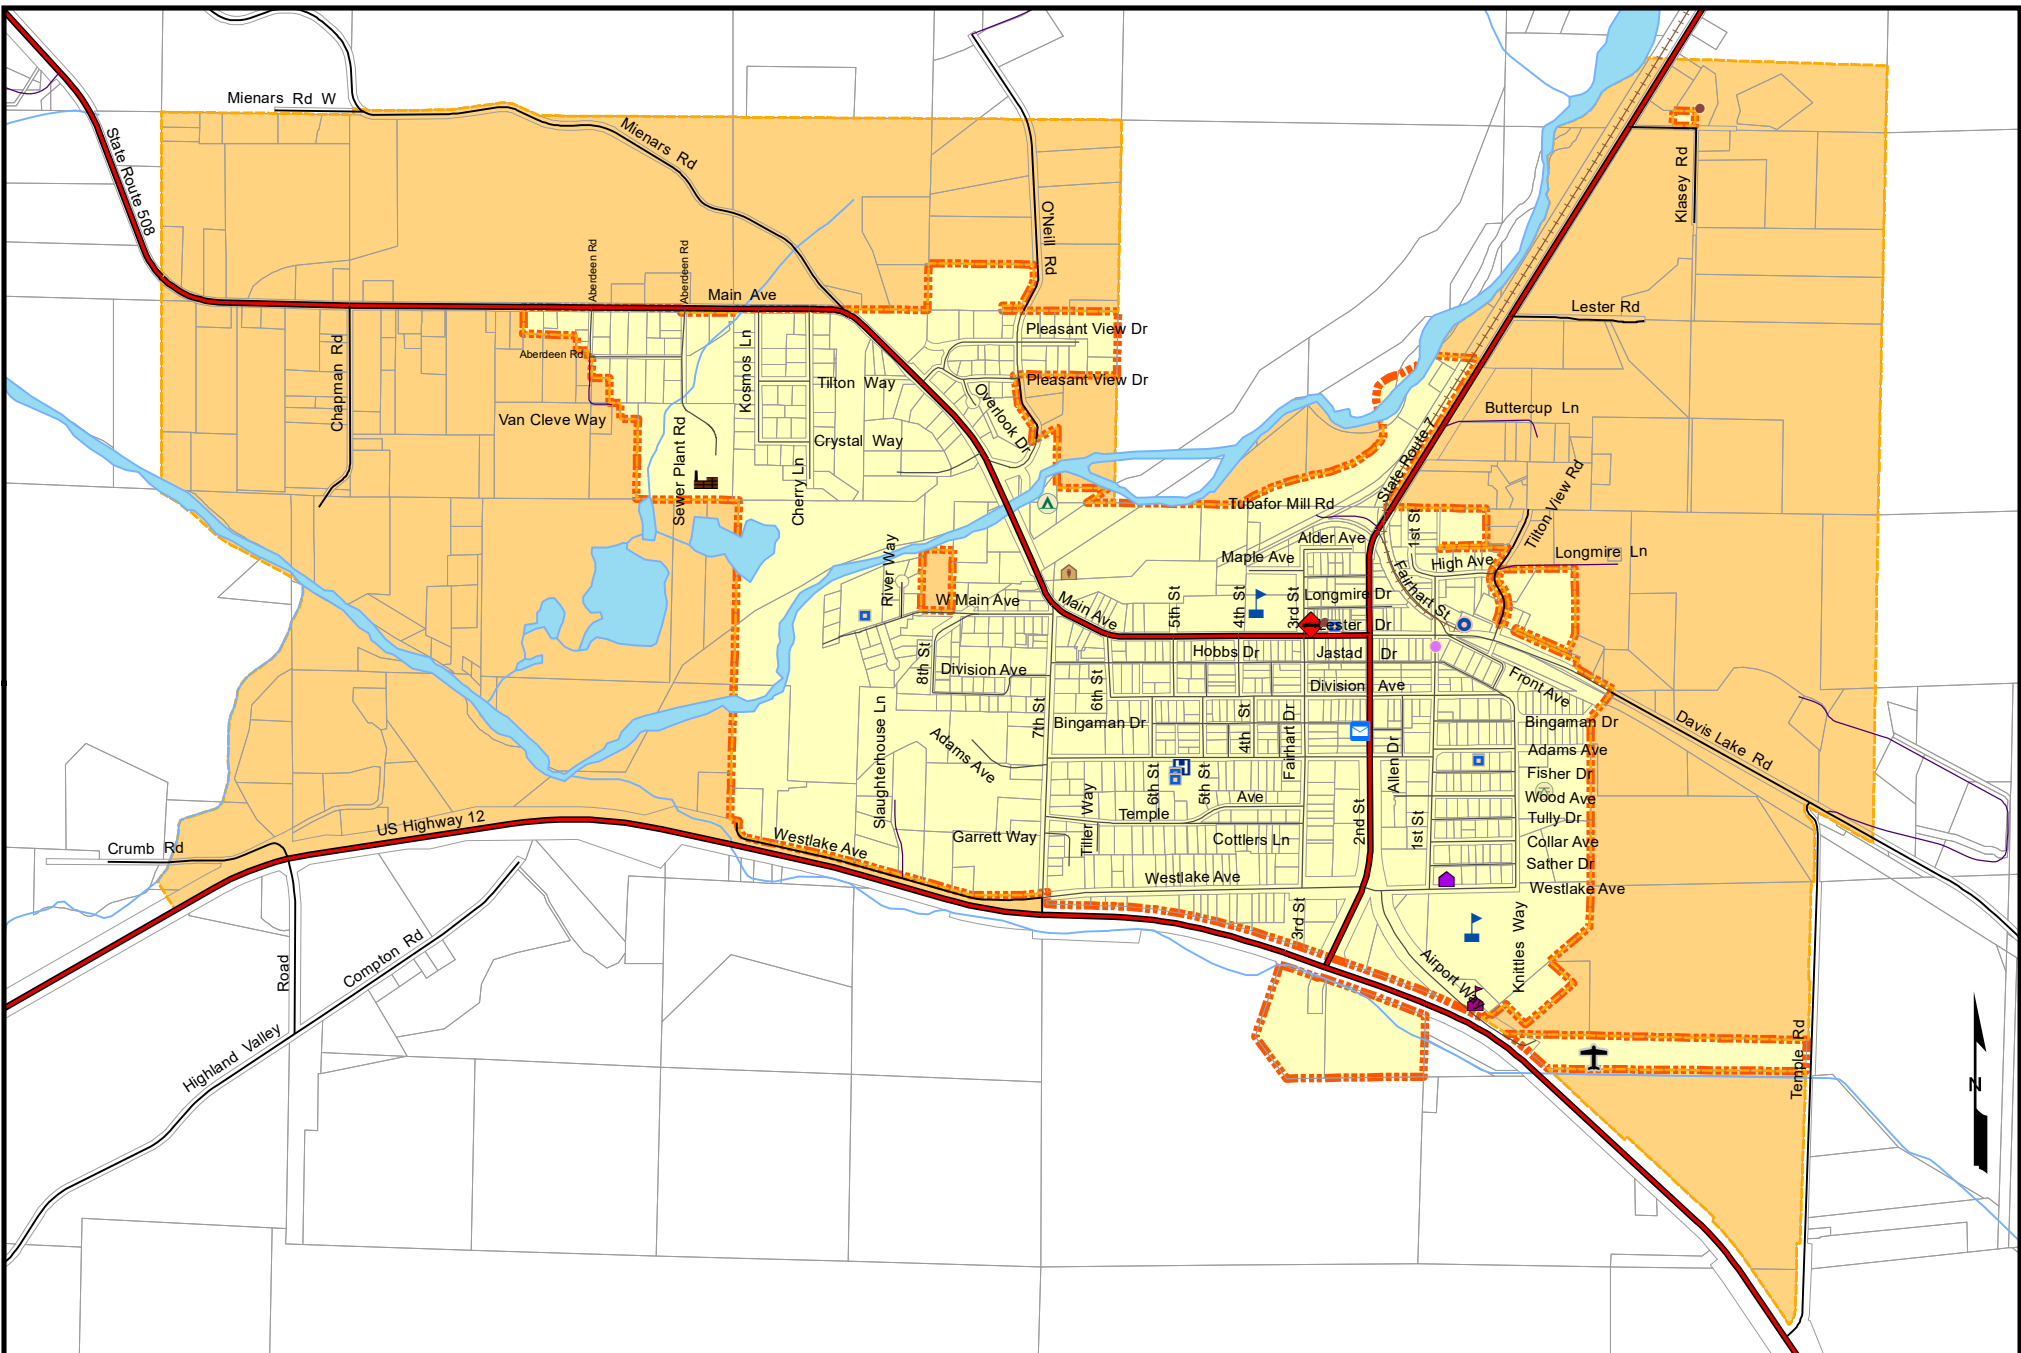 Mienars Rd W
Mienars Rd
State Route 508
O'Neill Rd
Klasey Rd
Aberdeen Rd
Aberdeen Rd
Main Ave
Lester Rd
Chapman Rd
Aberdeen Rd
Kosmos Ln
Pleasant View Dr
Tilton Way
Pleasant View Dr
Overlook Dr
Van Cleve Way
Crystal Way
Buttercup Ln
State Route 7
Sewer Plant Rd
Cherry Ln
Tubafor Mill Rd
Tilton View Rd
1st St
Alder Ave
Maple Ave
High Ave
Longmire Ln
River Way
W Main Ave
Main Ave
5th St
4th St
3rd St
Longmire Dr
Fairhart St
Lester Dr
8th St
Division Ave
Hobbs Dr
Jastad Dr
Front Ave
Slaughterhouse Ln
7th St
6th St
Division Ave
Bingaman Dr
4th St
Fairhart Dr
Bingaman Dr
Davis Lake Rd
Adams Ave
Allen Dr
Adams Ave
6th St
5th St
Fisher Dr
Tiller Way
Temple Ave
Wood Ave
US Highway 12
Westlake Ave
Garrett Way
Cottlers Ln
2nd St
1st St
Tully Dr
Crumb Rd
Collar Ave
Sather Dr
Westlake Ave
Westlake Ave
3rd St
Knittles Way
Road
Compton Rd
Airport Way
Highland Valley
Temple Rd
N
H